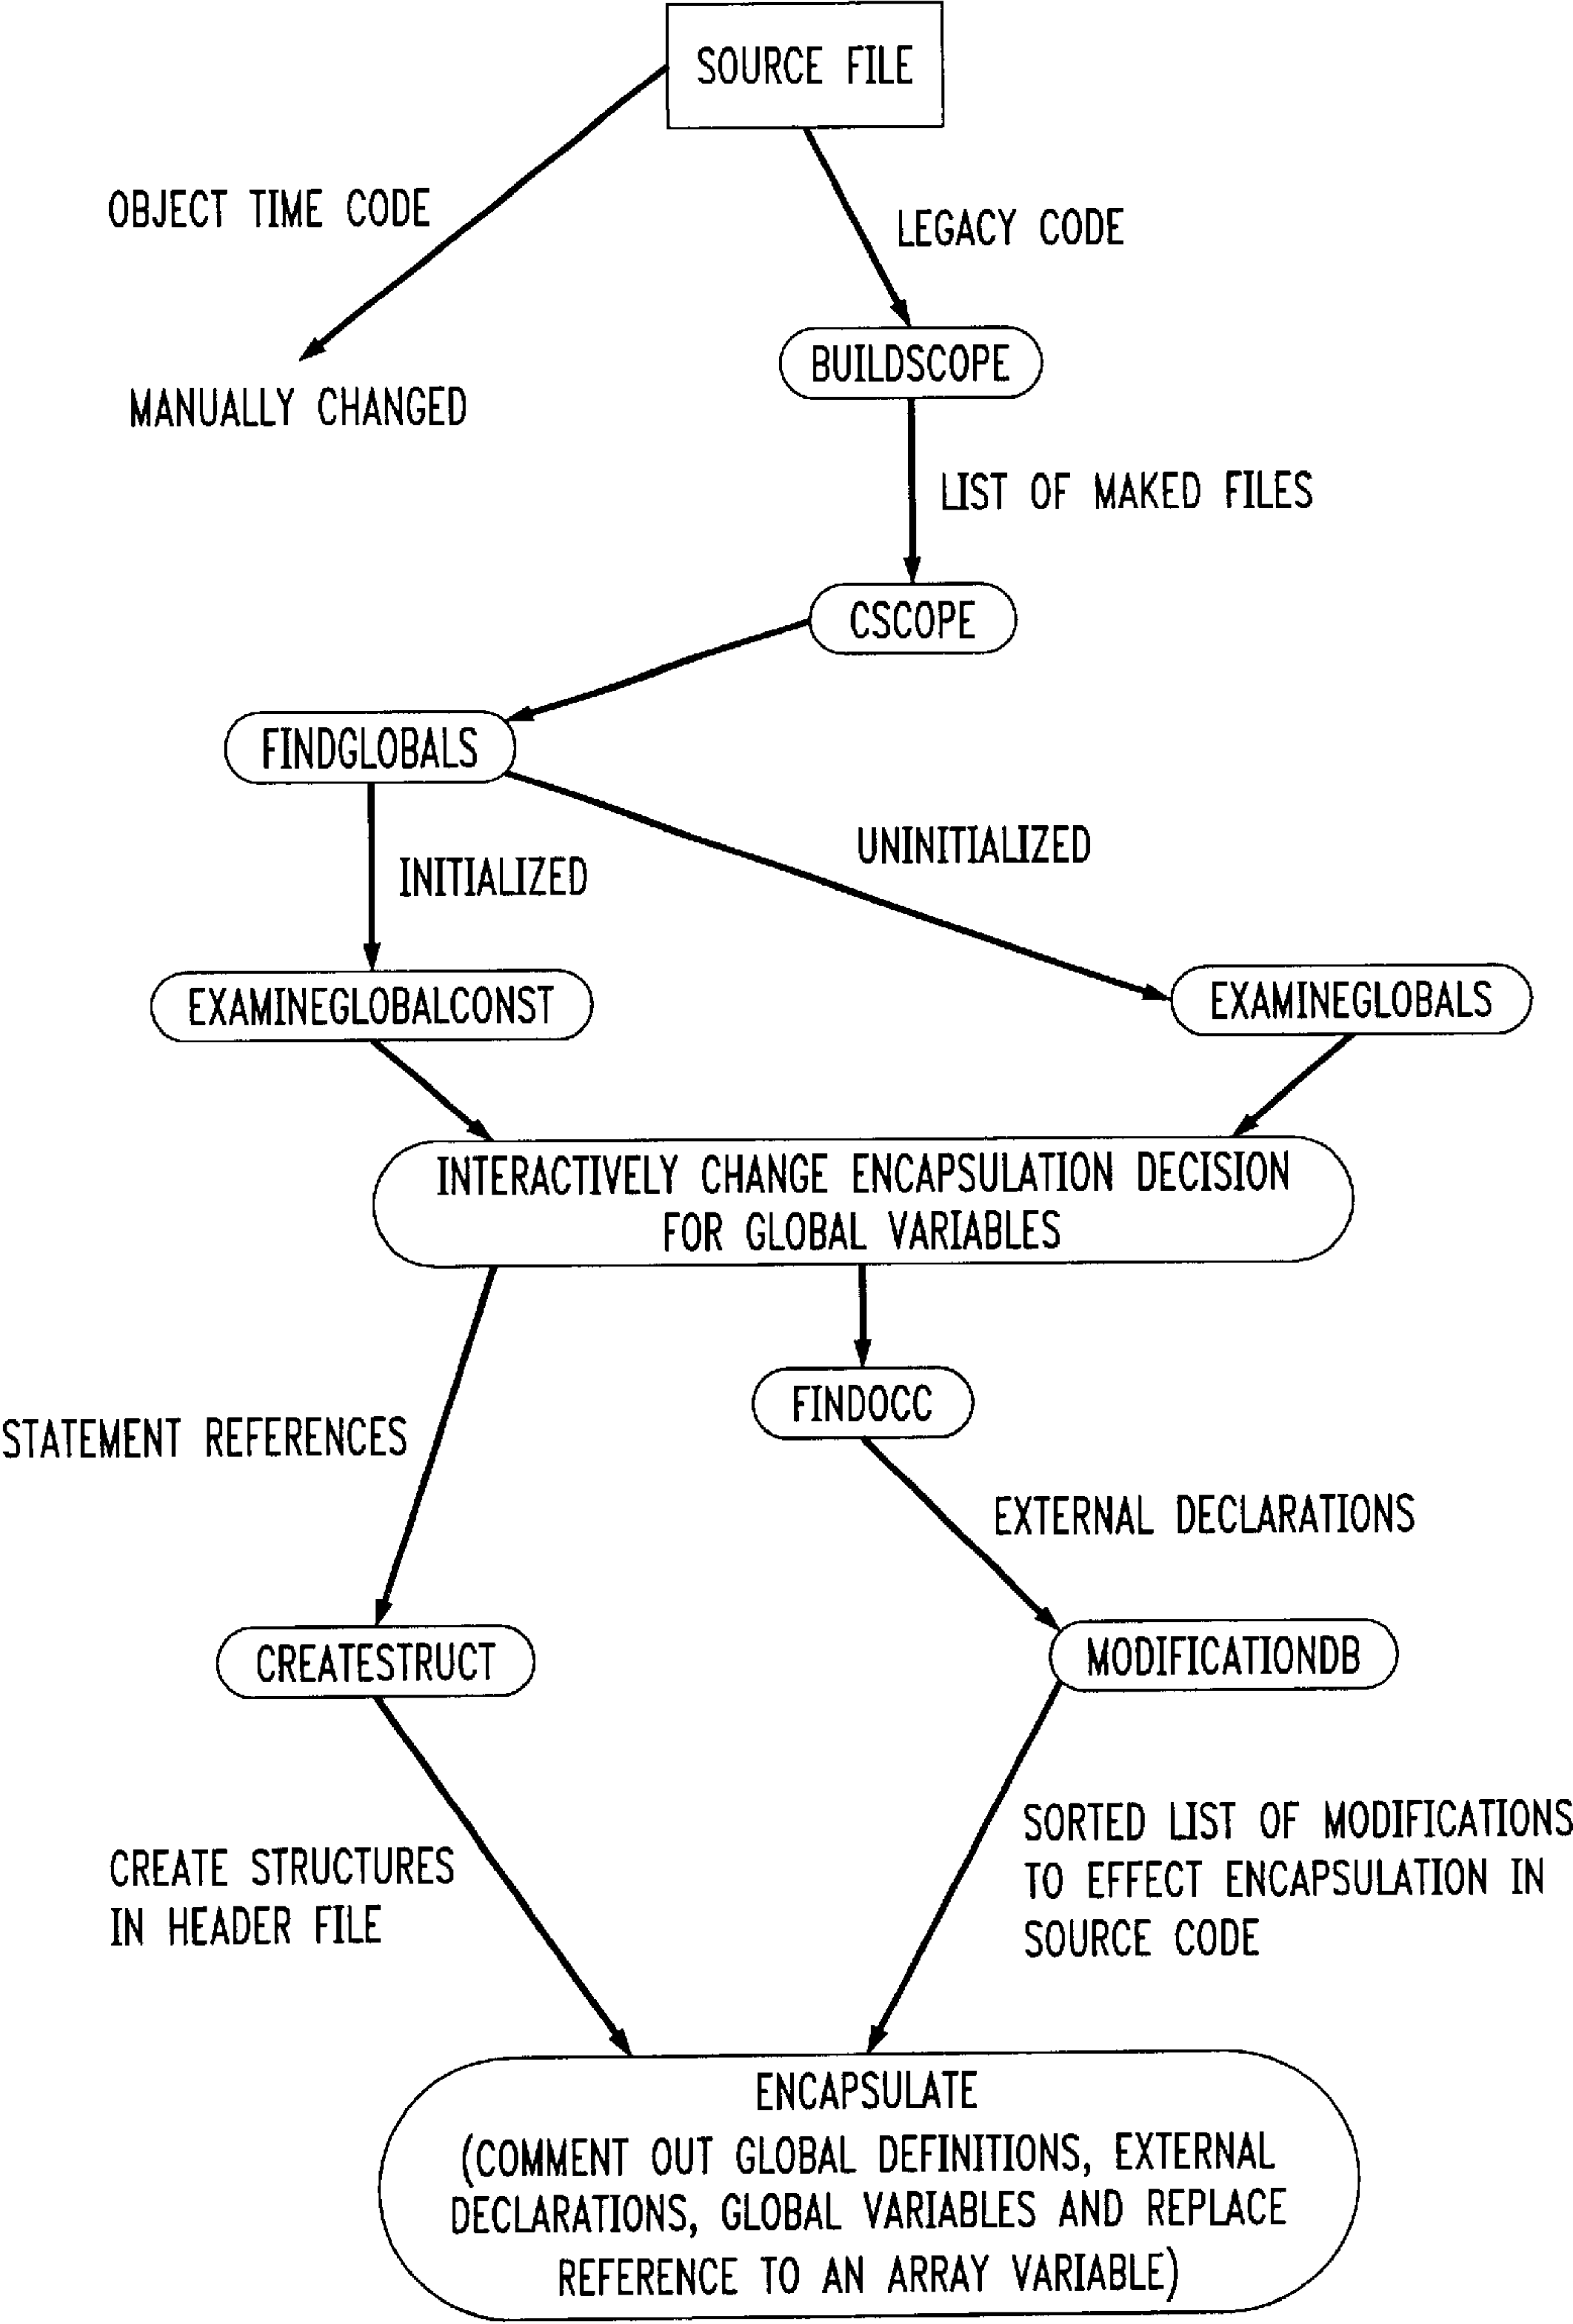 SOURCE FILE
OBJECT TIME CODE
LEGACY CODE
BUILDSCOPE
MANUALLY CHANGED
LIST OF MAKED FILES
CSCOPE
FINDGLOBALS
UNINITIALIZED
INITIALIZED
EXAMINEGLOBALCONST
EXAMINEGLOBALS
INTERACTIVELY CHANGE ENCAPSULATION DECISION
FOR GLOBAL VARIABLES
FINDOCC
STATEMENT REFERENCES
EXTERNAL DECLARATIONS
CREATESTRUCT
MODIFICATIONDB
CREATE STRUCTURES
IN HEADER FILE
SORTED LIST OF MODIFICATIONS
TO EFFECT ENCAPSULATION IN
SOURCE CODE
ENCAPSULATE
(COMMENT OUT GLOBAL DEFINITIONS, EXTERNAL
DECLARATIONS, GLOBAL VARIABLES AND REPLACE
REFERENCE TO AN ARRAY VARIABLE)